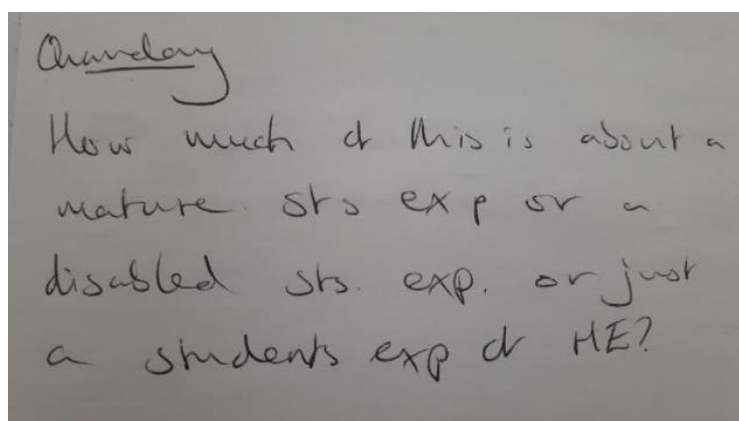 Quandary
How much of this is about a
mature sts exp or a
disabled sts. exp. or just
a students exp of HE?